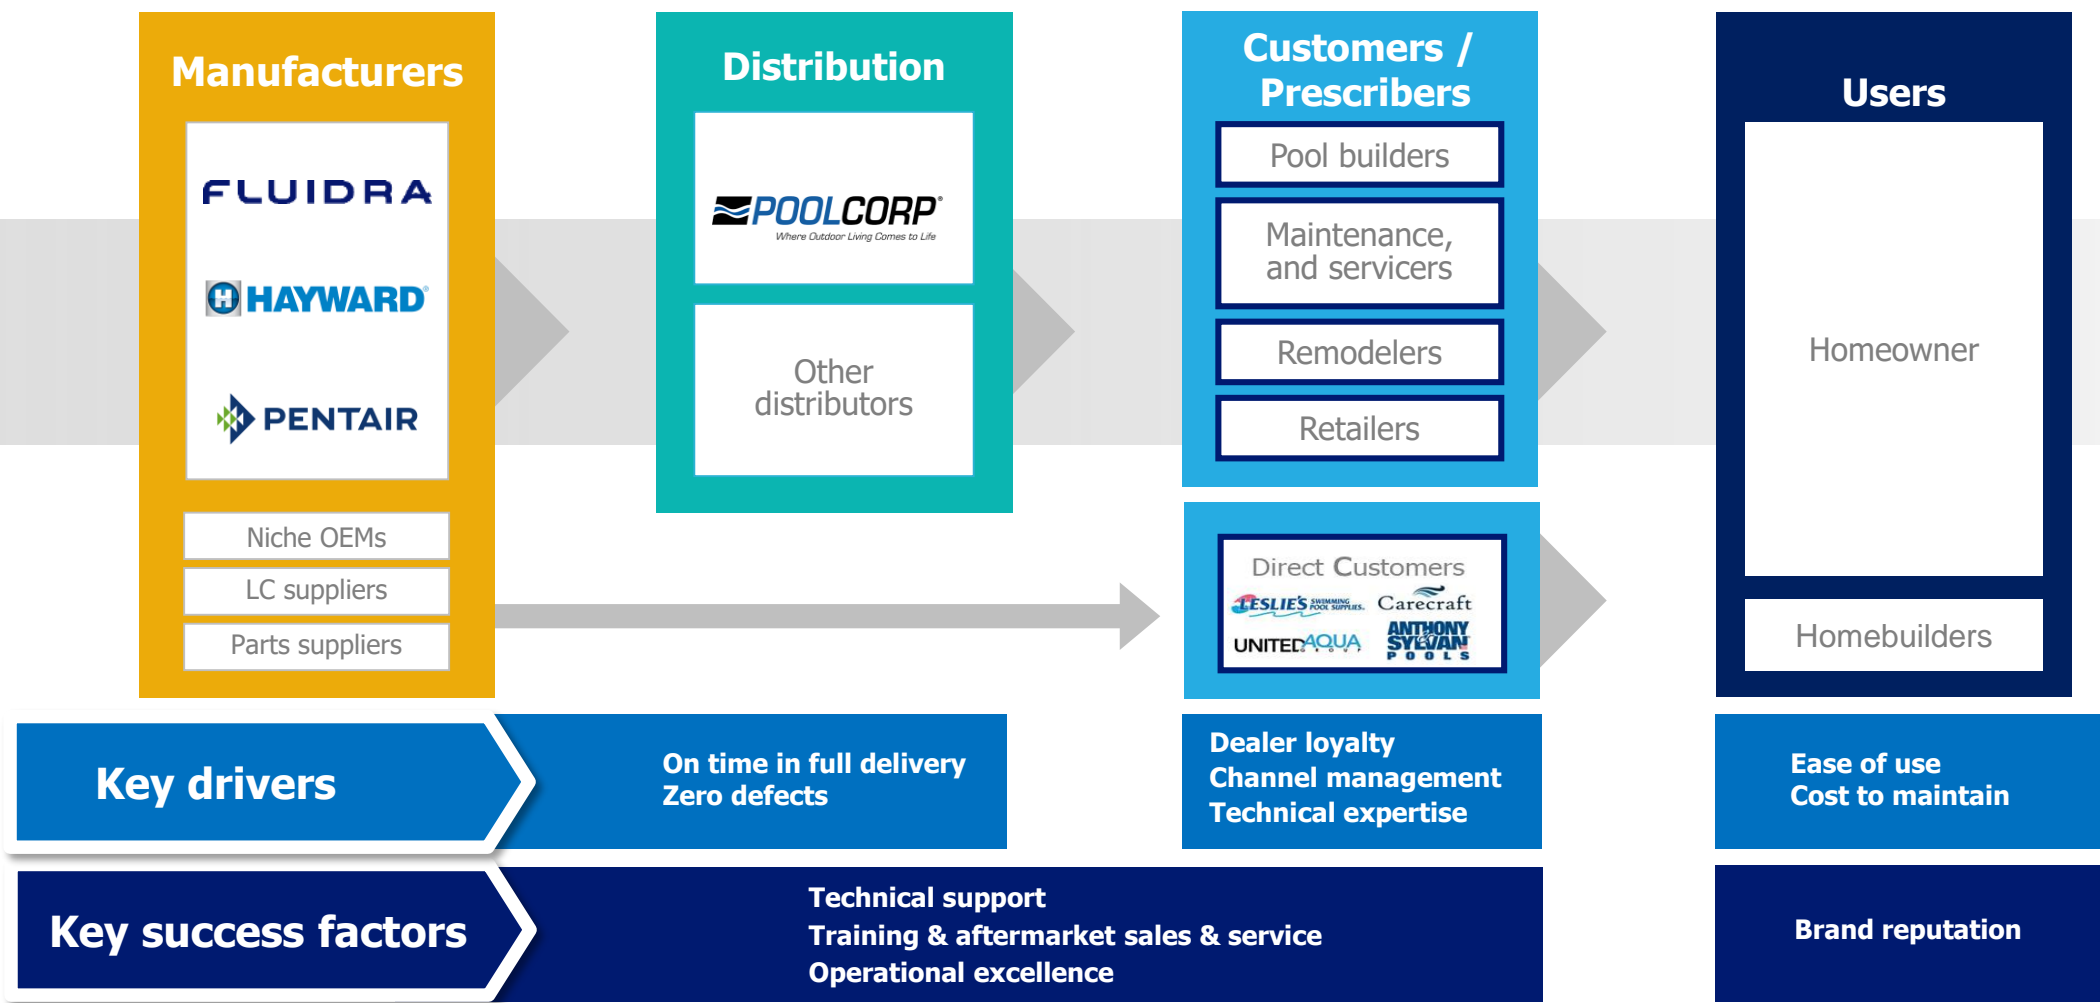 Manufacturers
FLUIDRA
HAYWARD®
PENTAIR
Niche OEMs
LC suppliers
Parts suppliers
Distribution
POOLCORP®
Where Outdoor Living Comes to Life
Other
distributors
Customers /
Prescribers
Pool builders
Maintenance,
and servicers
Remodelers
Retailers
Direct Customers
LESLIE'S SWIMMING
POOL SUPPLIES.
Carecraft
UNITED AQUA
GROUP
ANTHONY
& SYLVAN
POOLS
Users
Homeowner
Homebuilders
Key drivers
On time in full delivery
Zero defects
Dealer loyalty
Channel management
Technical expertise
Ease of use
Cost to maintain
Key success factors
Technical support
Training & aftermarket sales & service
Operational excellence
Brand reputation